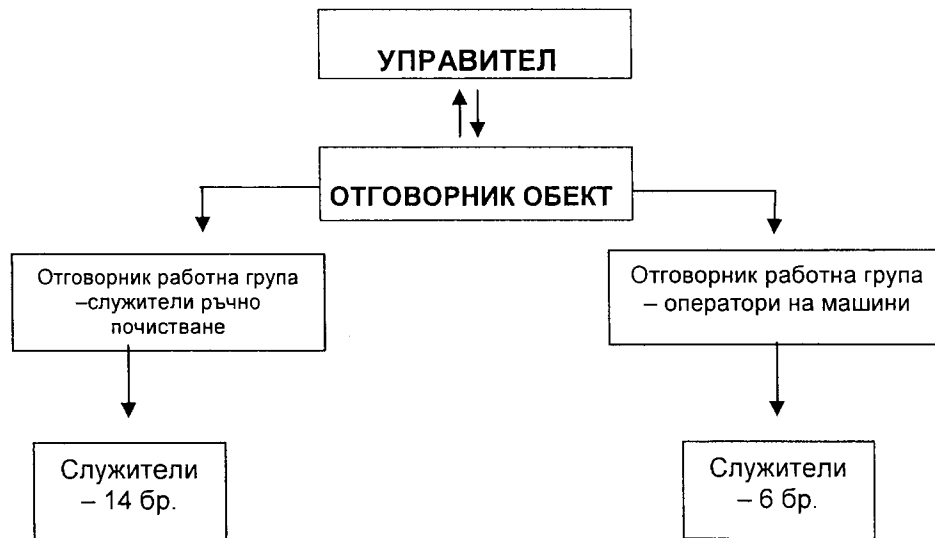 УПРАВИТЕЛ
ОТГОВОРНИК ОБЕКТ
Отговорник работна група
–служители ръчно
почистване
Отговорник работна група
– оператори на машини
Служители
– 14 бр.
Служители
– 6 бр.